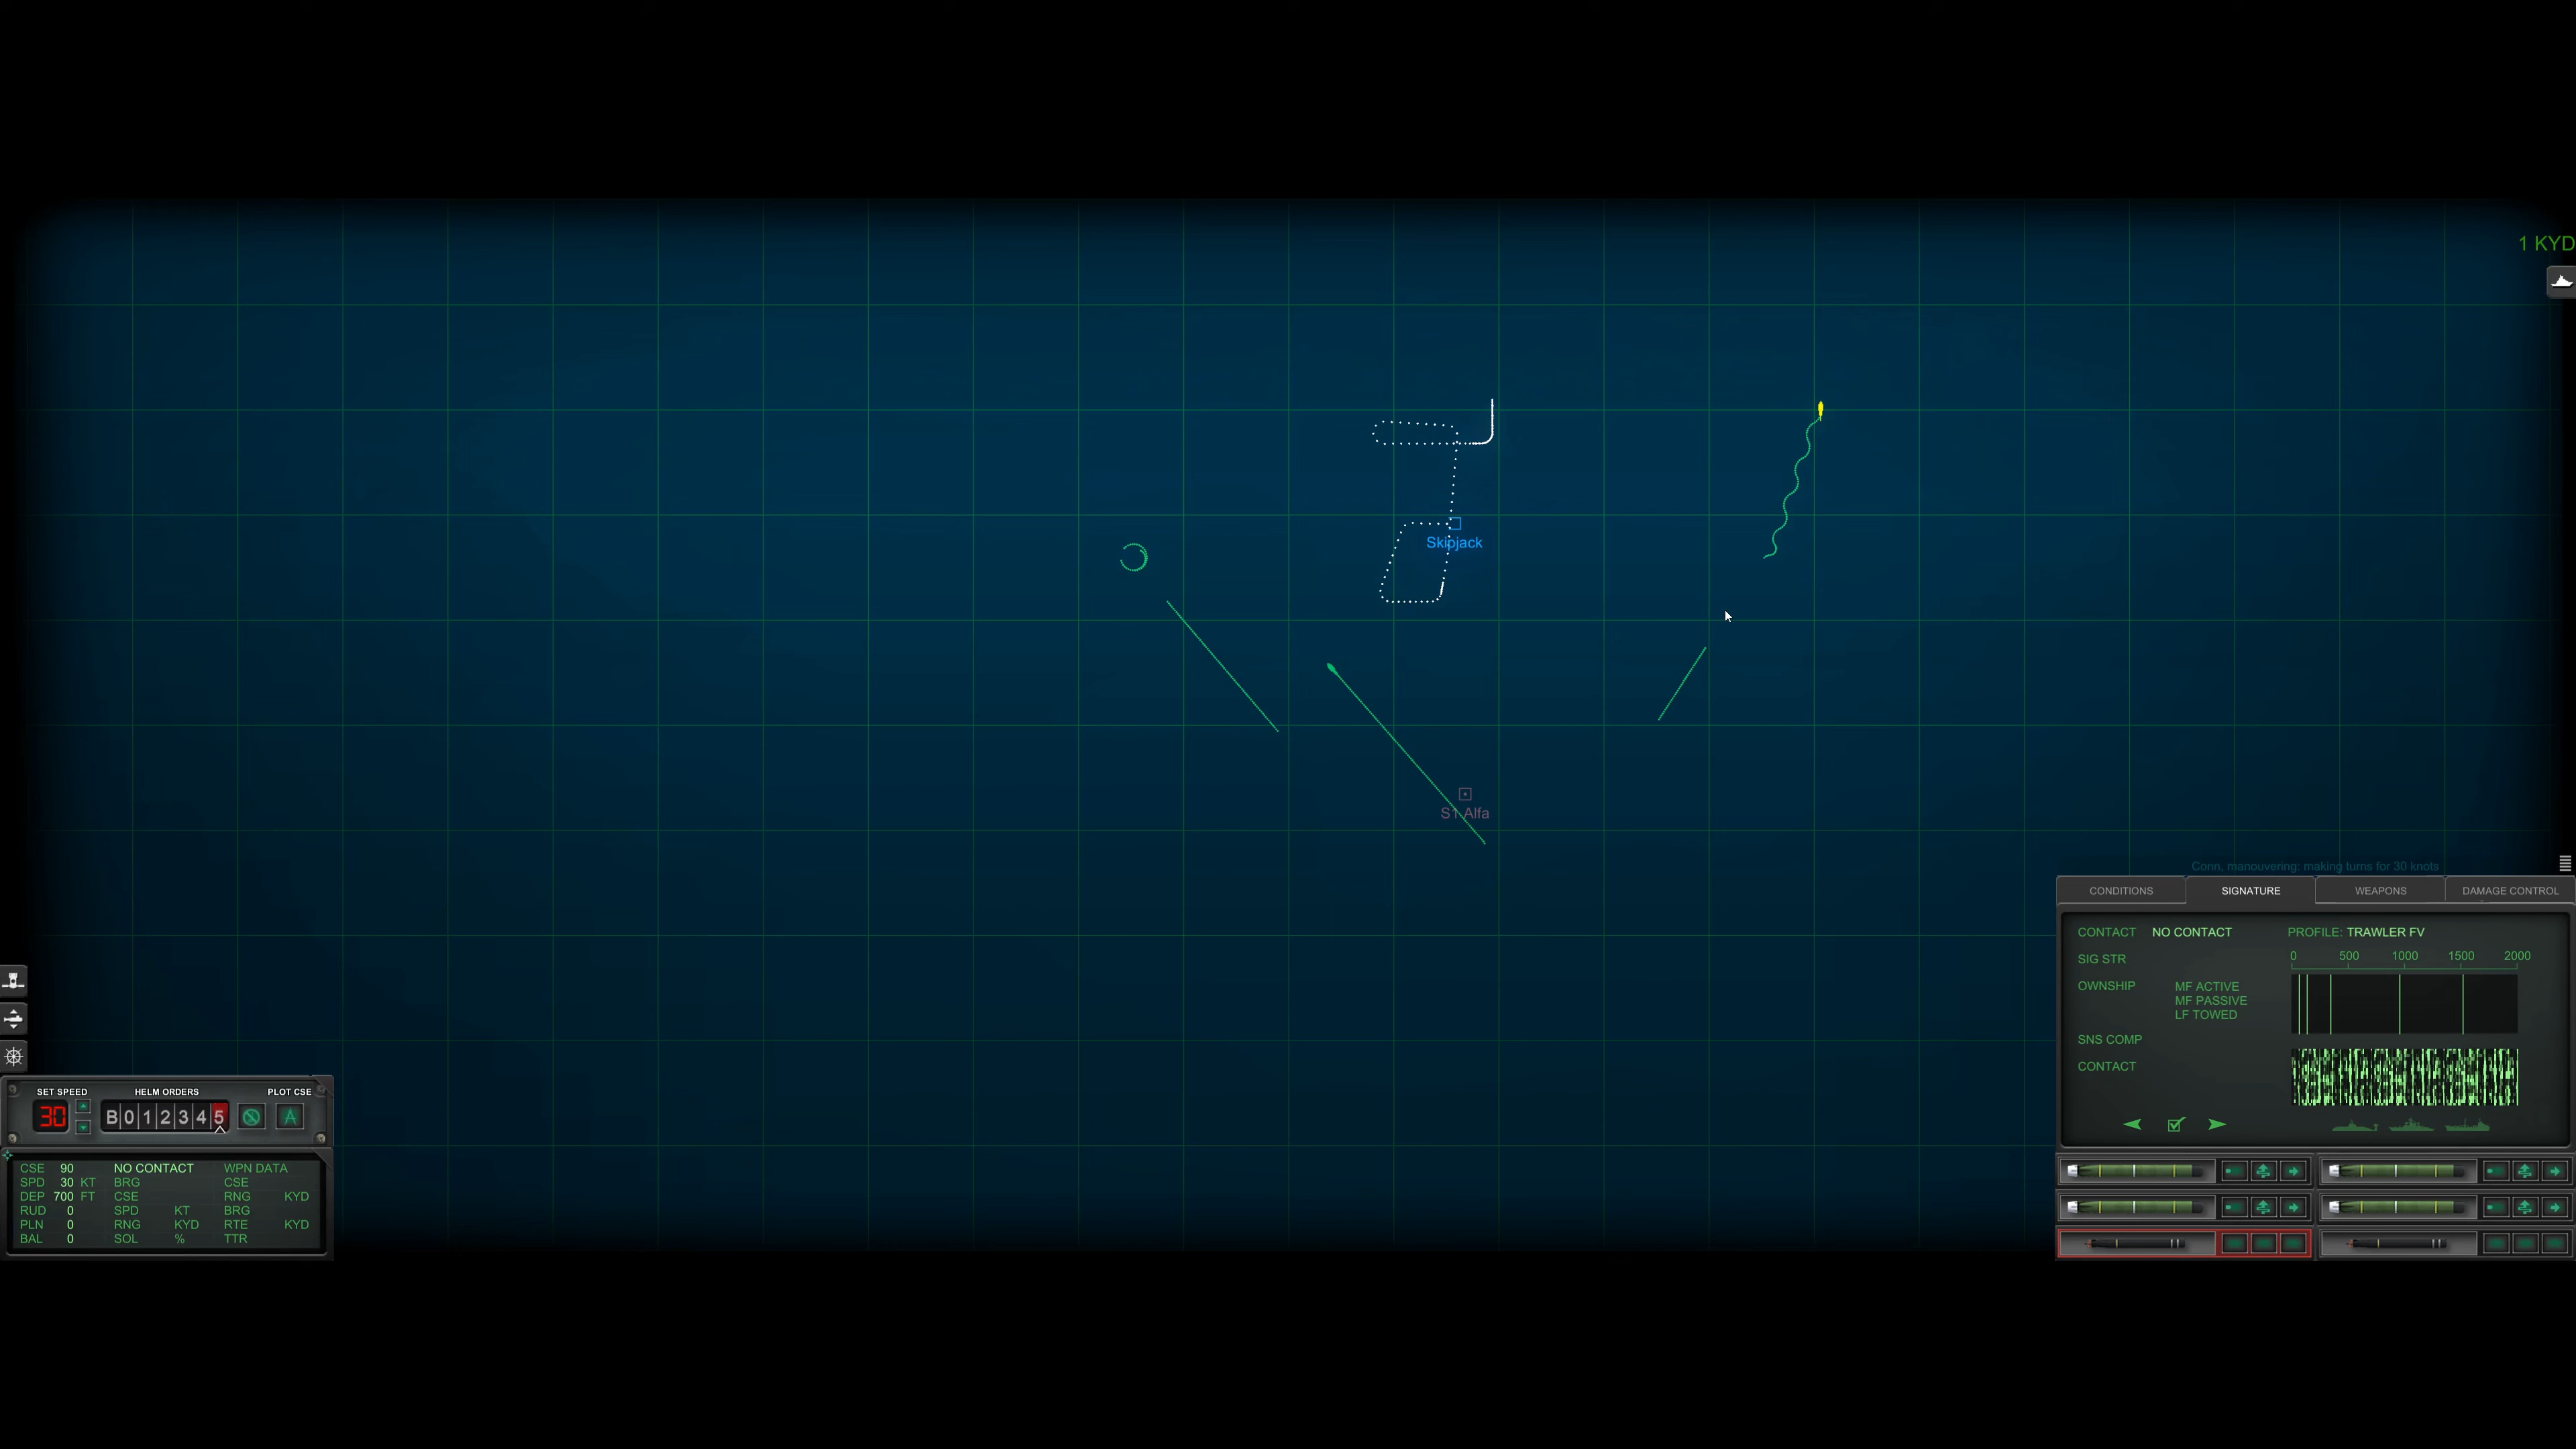 1 KYD
Skipjack
S1 Alfa
Conn, manouvering: making turns for 30 knots
CONDITIONS SIGNATURE WEAPONS DAMAGE CONTROL
CONTACT NO CONTACT PROFILE: TRAWLER FV
SIG STR 0 500 1000 1500 2000
OWNSHIP MF ACTIVE
MF PASSIVE
LF TOWED
SNS COMP
CONTACT
SET SPEED HELM ORDERS PLOT CSE
30 B 0 1 2 3 4 5
CSE 90 NO CONTACT WPN DATA
SPD 30 KT BRG CSE
DEP 700 FT CSE RNG KYD
RUD 0 SPD KT BRG
PLN 0 RNG KYD RTE KYD
BAL 0 SOL % TTR